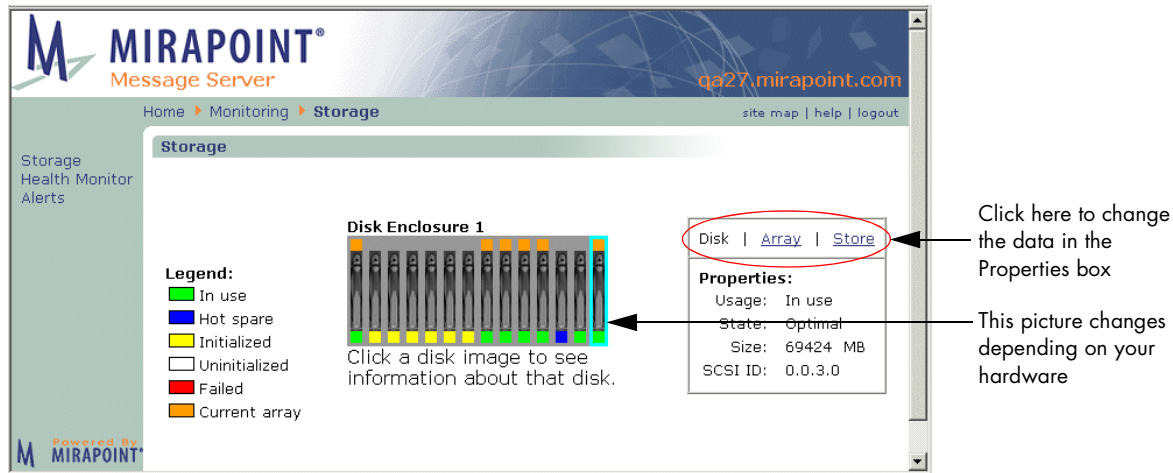 MIRAPOINT®
Message Server
qa27.mirapoint.com
Home Monitoring Storage
site map | help | logout
Storage
Health Monitor
Alerts
Storage
Disk Enclosure 1
Legend:
In use
Hot spare
Initialized
Uninitialized
Failed
Current array
Click a disk image to see
information about that disk.
Disk | Array | Store
Properties:
Usage: In use
State: Optimal
Size: 69424 MB
SCSI ID: 0.0.3.0
Click here to change
the data in the
Properties box
This picture changes
depending on your
hardware
Powered By
MIRAPOINT